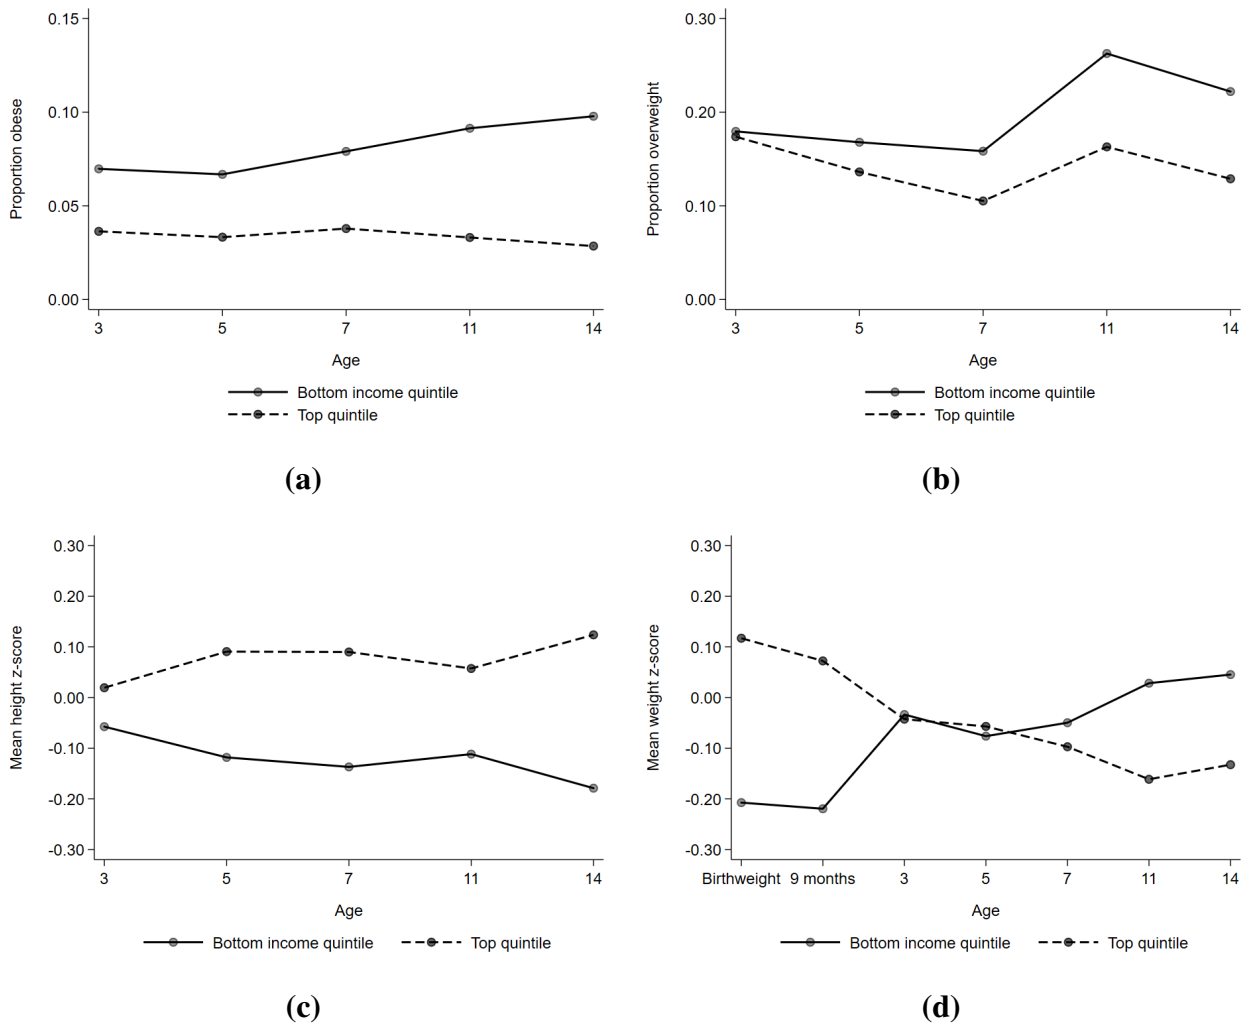 Proportion obese
0.15
0.10
0.05
0.00
3 5 7 11 14
Age
Bottom income quintile
Top quintile
(a)
Proportion overweight
0.30
0.20
0.10
0.00
3 5 7 11 14
Age
Bottom income quintile
Top quintile
(b)
Mean height z-score
0.30
0.20
0.10
0.00
-0.10
-0.20
-0.30
3 5 7 11 14
Age
Bottom income quintile Top quintile
(c)
Mean weight z-score
0.30
0.20
0.10
0.00
-0.10
-0.20
-0.30
Birthweight 9 months 3 5 7 11 14
Age
Bottom income quintile Top quintile
(d)